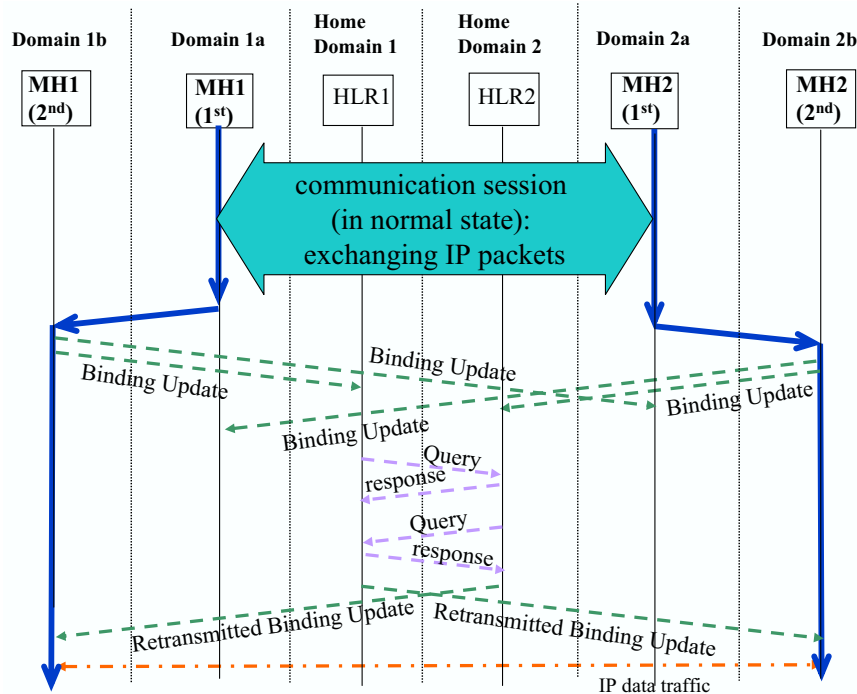 Domain 1b
Domain 1a
Home
Domain 1
Home
Domain 2
Domain 2a
Domain 2b
MH1
(2nd)
MH1
(1st)
HLR1
HLR2
MH2
(1st)
MH2
(2nd)
communication session
(in normal state):
exchanging IP packets
Binding Update
Binding Update
Binding Update
Binding Update
Query
response
Query
response
Retransmitted Binding Update
Retransmitted Binding Update
IP data traffic